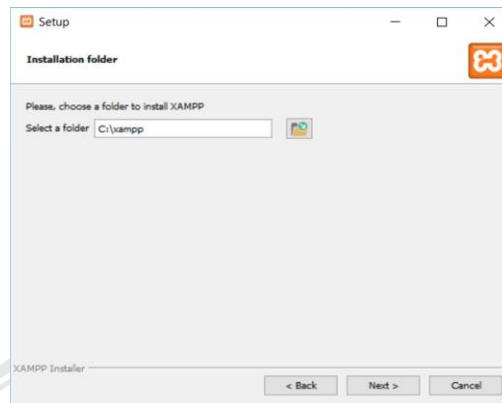 Setup
Installation folder
Please, choose a folder to install XAMPP
Select a folder C:\xampp
XAMPP Installer
< Back Next > Cancel